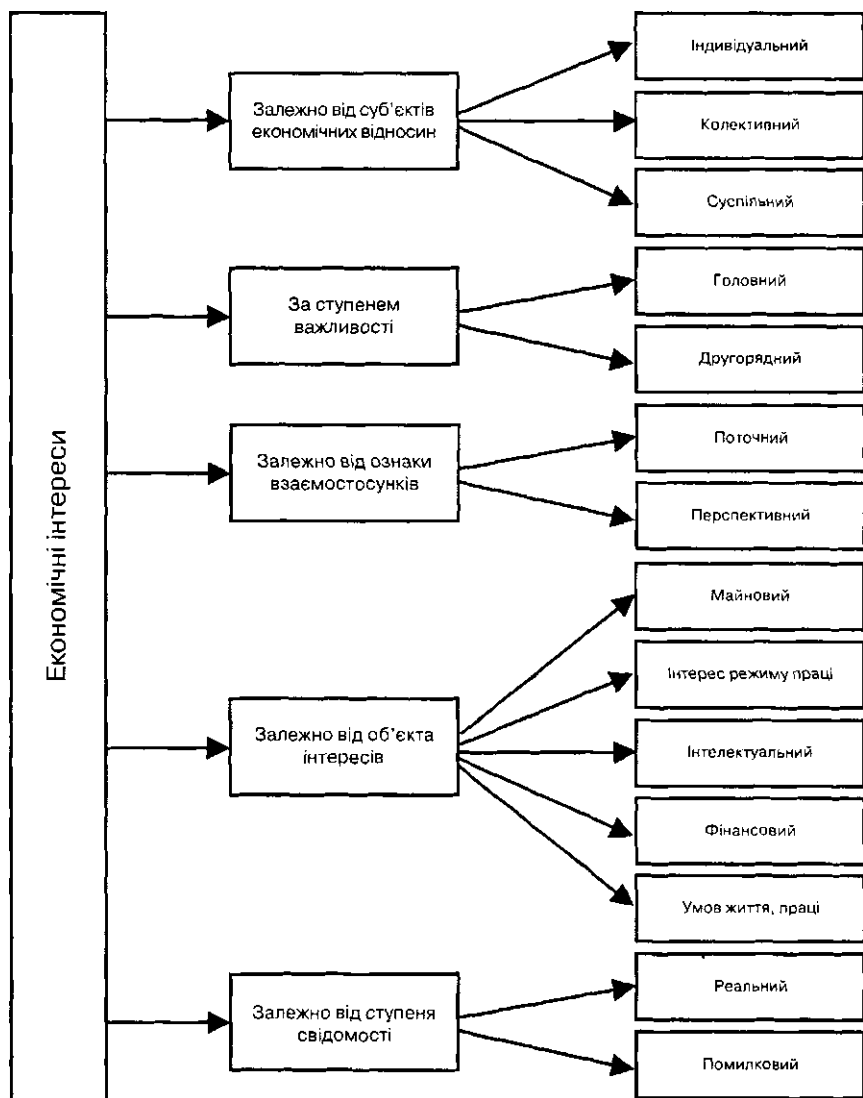 Економічні інтереси
Залежно від суб'єктів
економічних відносин
Індивідуальний
Колективний
Суспільний
За ступенем
важливості
Головний
Другорядний
Залежно від ознаки
взаємостосунків
Поточний
Перспективний
Залежно від об'єкта
інтересів
Майновий
Інтерес режиму праці
Інтелектуальний
Фінансовий
Умов життя, праці
Залежно від ступеня
свідомості
Реальний
Помилковий